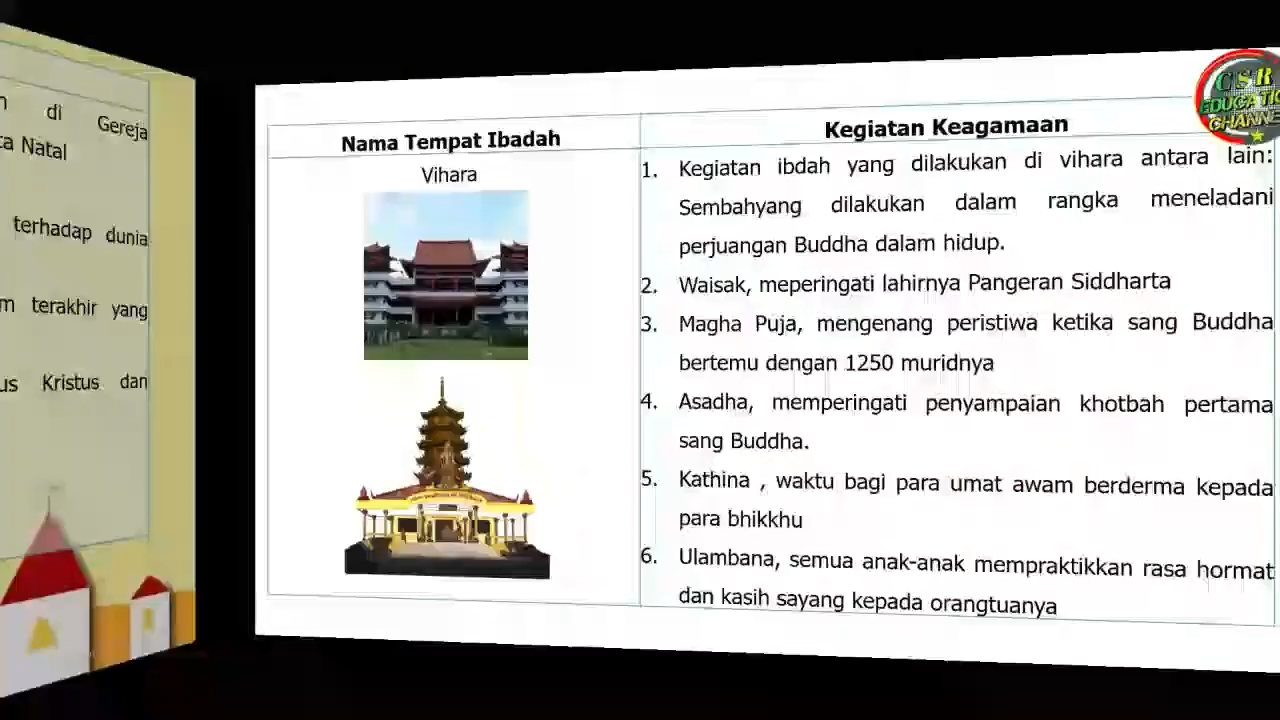 n di Gereja
ta Natal
terhadap dunia
m terakhir yang
us Kristus dan
Nama Tempat Ibadah
Vihara
Kegiatan Keagamaan
1. Kegiatan ibdah yang dilakukan di vihara antara lain:
Sembahyang dilakukan dalam rangka meneladani
perjuangan Buddha dalam hidup.
2. Waisak, meperingati lahirnya Pangeran Siddharta
3. Magha Puja, mengenang peristiwa ketika sang Buddha
bertemu dengan 1250 muridnya
4. Asadha, memperingati penyampaian khotbah pertama
sang Buddha.
5. Kathina , waktu bagi para umat awam berderma kepada
para bhikkhu
6. Ulambana, semua anak-anak mempraktikkan rasa hormat
dan kasih sayang kepada orangtuanya
CSR
EDUCATIO
CHANNE